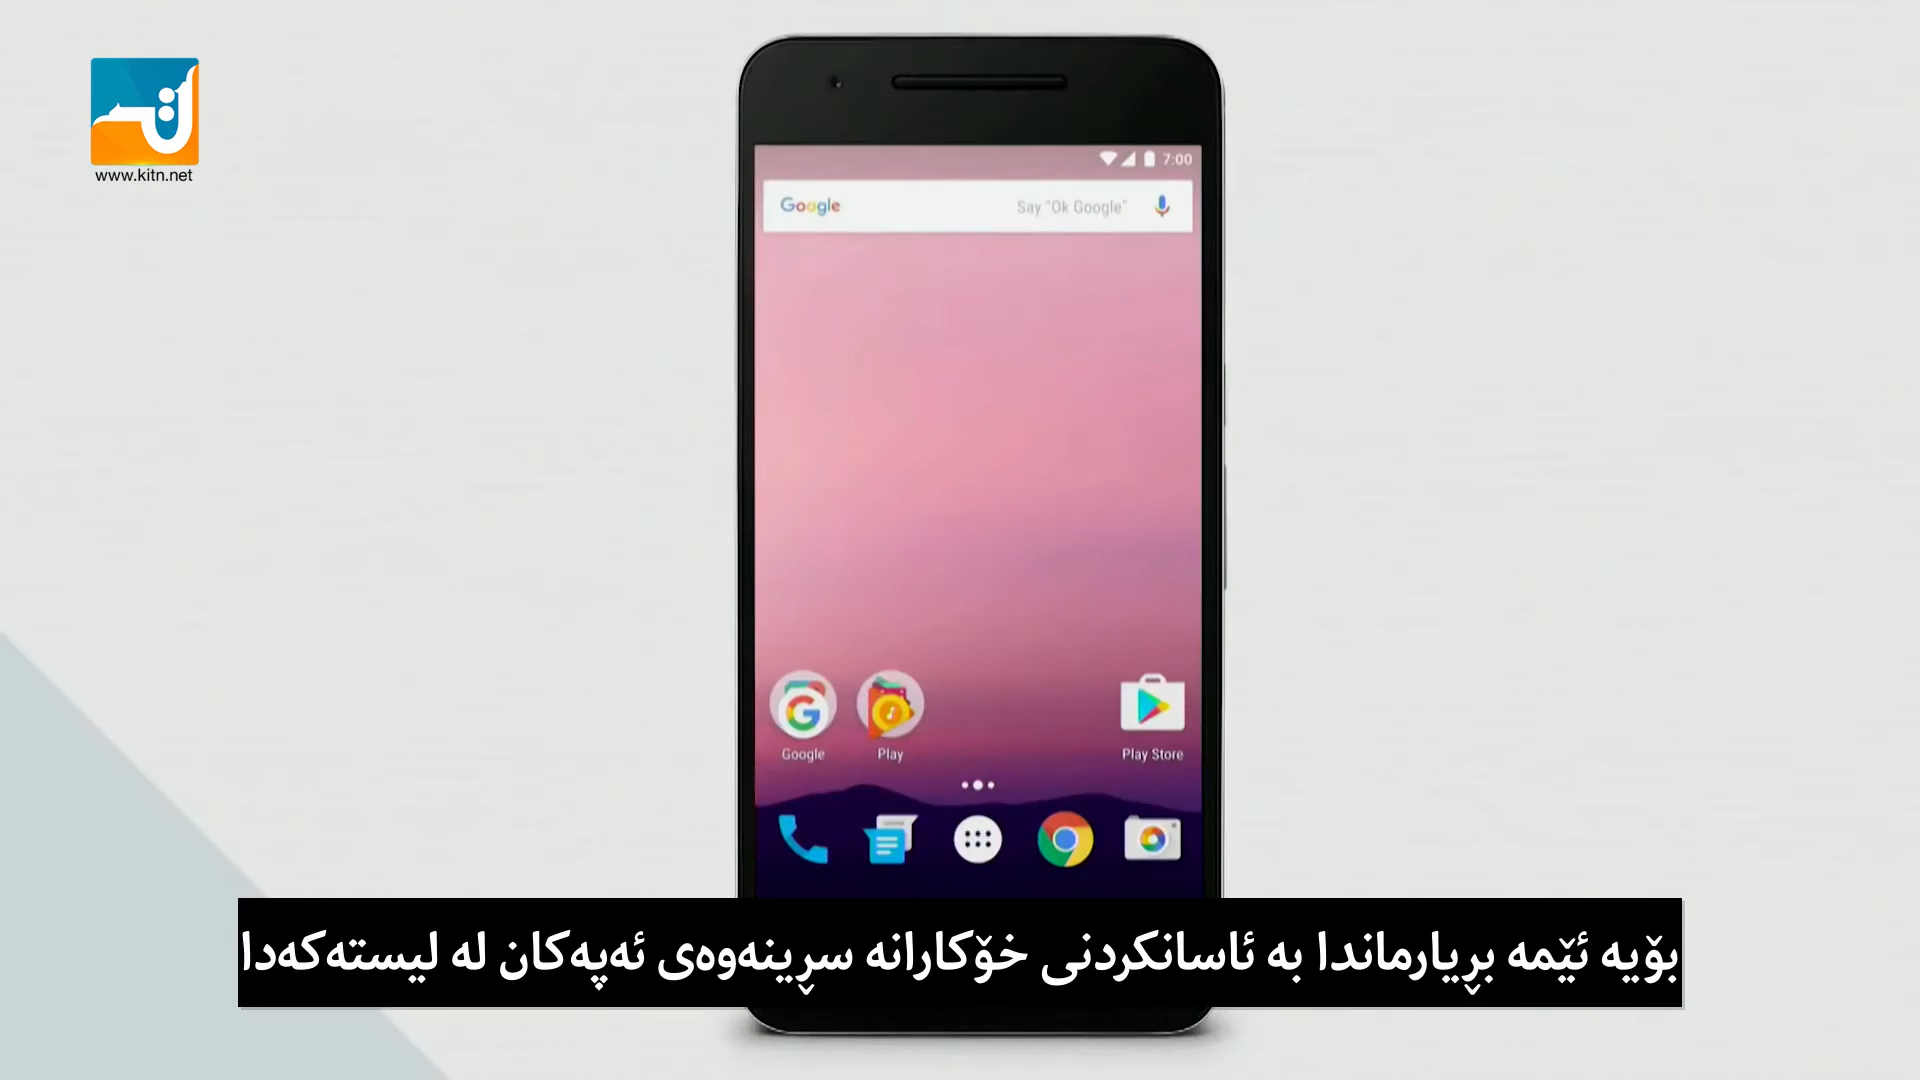 www.kitn.net
7:00
Google Say "Ok Google"
Google Play Play Store
بۆیە ئێمە بڕیارماندا بە ئاسانکردنی خۆکارانە سڕینەوەی ئەپەکان لە لیستەکەدا